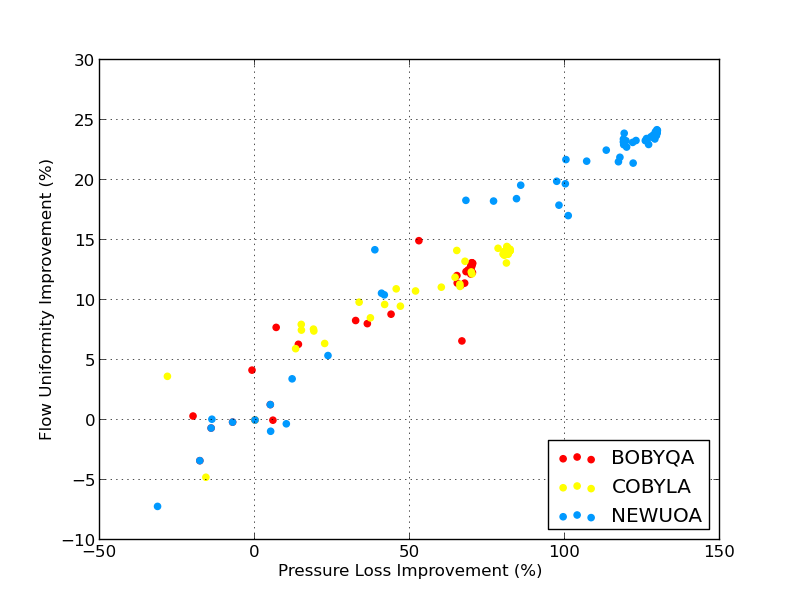 30
25
20
15
10
5
0
−5
−10
−50
0
50
100
150
Flow Uniformity Improvement (%)
Pressure Loss Improvement (%)
BOBYQA
COBYLA
NEWUOA